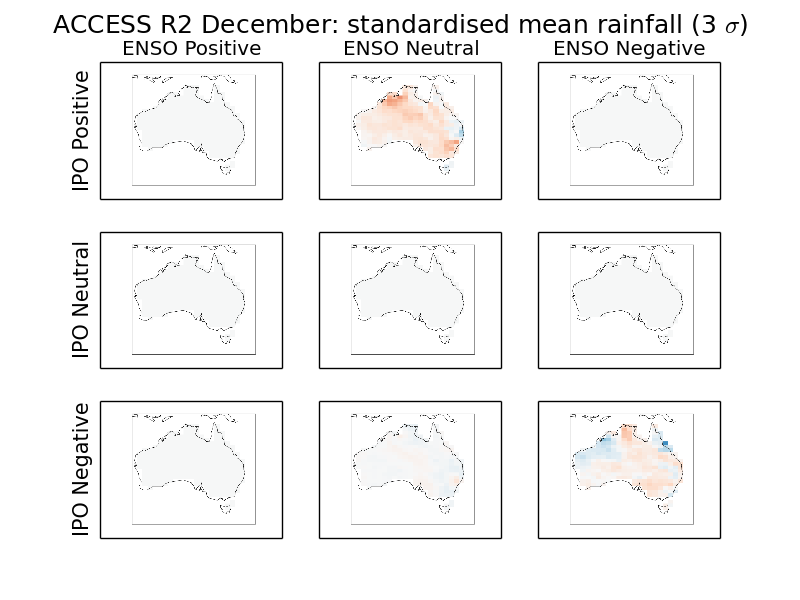 ACCESS R2 December: standardised mean rainfall (3 σ)
ENSO Positive ENSO Neutral ENSO Negative
IPO Positive
IPO Neutral
IPO Negative